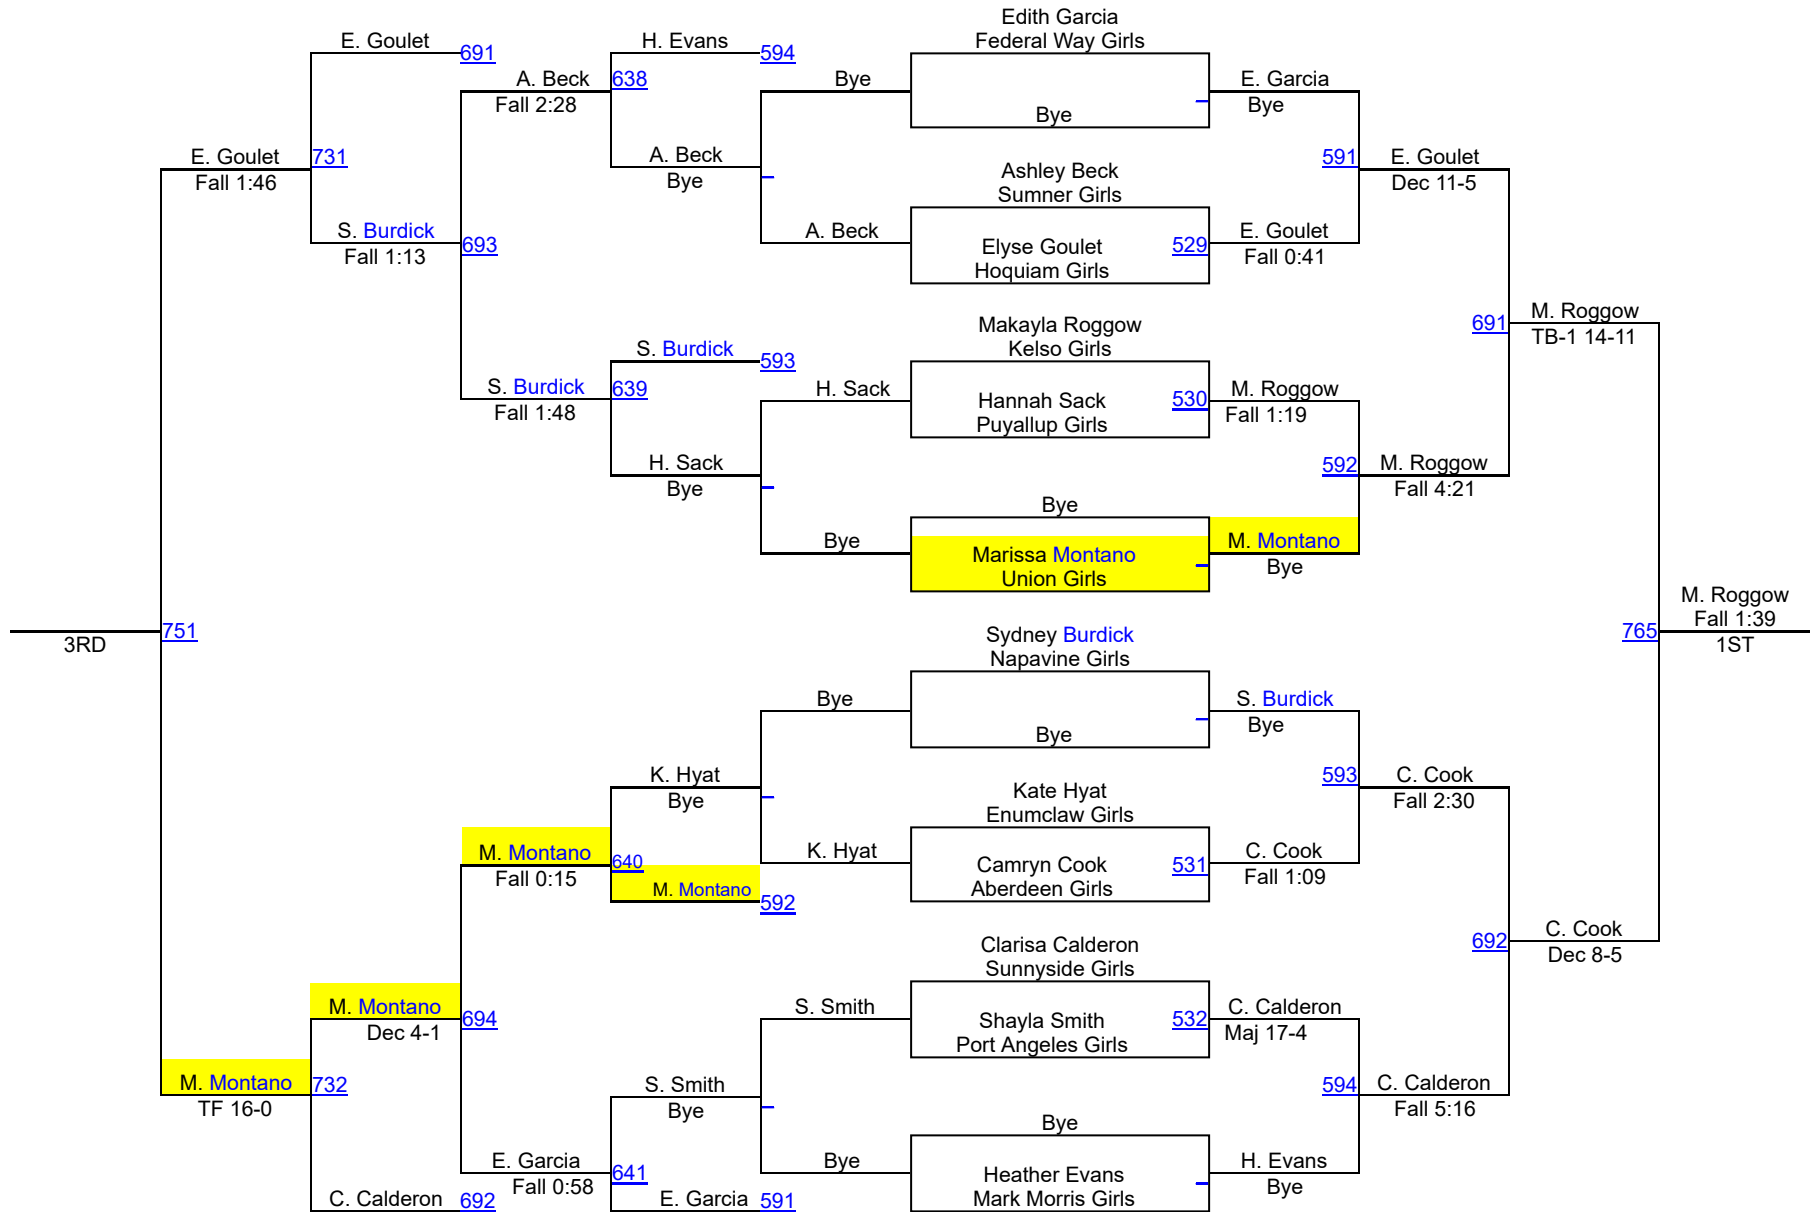 Edith Garcia
Federal Way Girls
E. Goulet
691
H. Evans
594
A. Beck
638
Fall 2:28
Bye
Bye
E. Garcia
Bye
A. Beck
Bye
E. Goulet
731
Fall 1:46
591
E. Goulet
Dec 11-5
Ashley Beck
Sumner Girls
S. Burdick
693
Fall 1:13
A. Beck
Elyse Goulet
529
Hoquiam Girls
E. Goulet
Fall 0:41
Makayla Roggow
Kelso Girls
691
M. Roggow
TB-1 14-11
S. Burdick
593
S. Burdick
639
Fall 1:48
H. Sack
Hannah Sack
530
Puyallup Girls
M. Roggow
Fall 1:19
H. Sack
Bye
592
M. Roggow
Fall 4:21
Bye
Bye
Marissa Montano
Union Girls
M. Montano
Bye
M. Roggow
Fall 1:39
1ST
765
3RD
751
Sydney Burdick
Napavine Girls
Bye
Bye
S. Burdick
Bye
K. Hyat
Bye
593
C. Cook
Fall 2:30
Kate Hyat
Enumclaw Girls
M. Montano
640
Fall 0:15
K. Hyat
Camryn Cook
531
Aberdeen Girls
C. Cook
Fall 1:09
M. Montano
592
Clarisa Calderon
Sunnyside Girls
692
C. Cook
Dec 8-5
M. Montano
694
Dec 4-1
S. Smith
Shayla Smith
532
Port Angeles Girls
C. Calderon
Maj 17-4
M. Montano
732
TF 16-0
S. Smith
Bye
594
C. Calderon
Fall 5:16
Bye
E. Garcia
641
Fall 0:58
Bye
Heather Evans
Mark Morris Girls
H. Evans
Bye
C. Calderon
692
E. Garcia
591